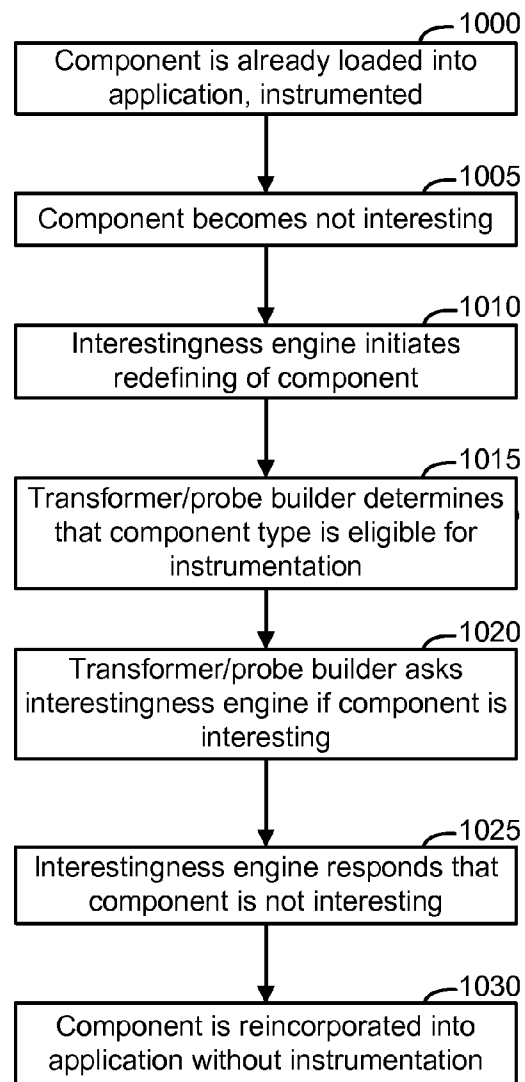 1000
Component is already loaded into
application, instrumented
1005
Component becomes not interesting
1010
Interestingness engine initiates
redefining of component
1015
Transformer/probe builder determines
that component type is eligible for
instrumentation
1020
Transformer/probe builder asks
interestingness engine if component is
interesting
1025
Interestingness engine responds that
component is not interesting
1030
Component is reincorporated into
application without instrumentation